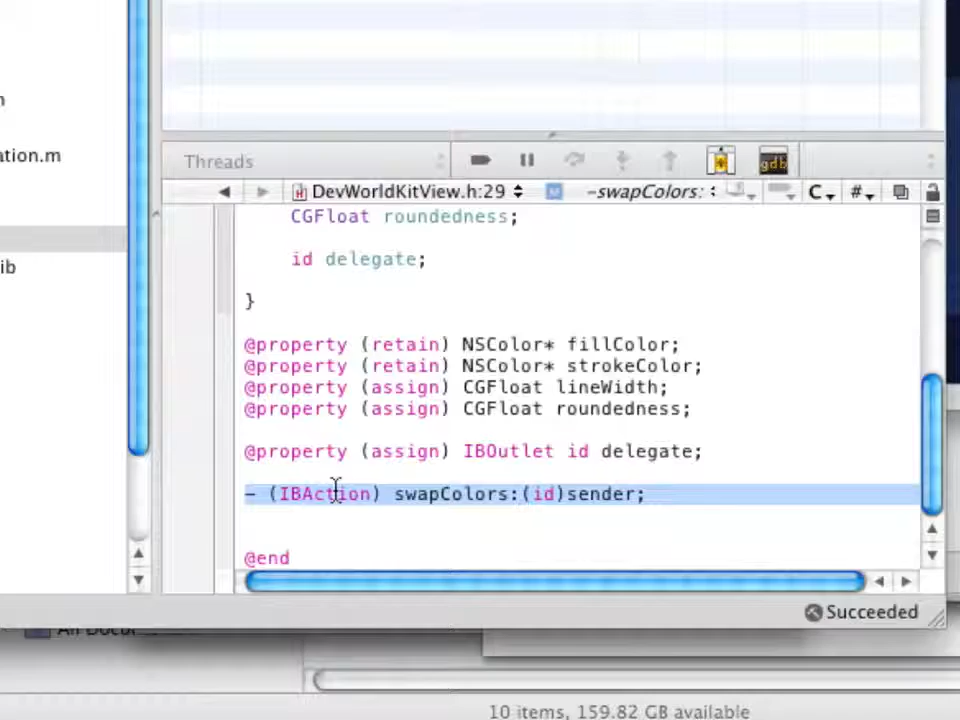 n
ation.m
ib
Threads
gdb
DevWorldKitView.h:29
M
-swapColors:
C
#
CGFloat roundedness;
id delegate;
}
@property (retain) NSColor* fillColor;
@property (retain) NSColor* strokeColor;
@property (assign) CGFloat lineWidth;
@property (assign) CGFloat roundedness;
@property (assign) IBOutlet id delegate;
- (IBAction) swapColors:(id)sender;
@end
Succeeded
10 items, 159.82 GB available